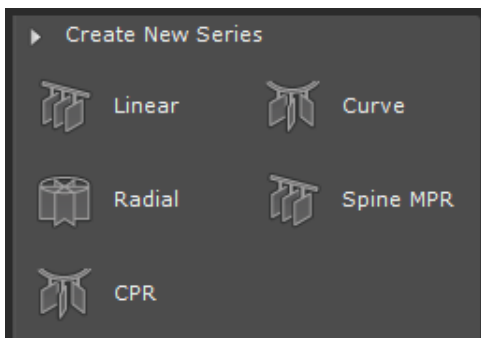 Create New Series
Linear
Curve
Radial
Spine MPR
CPR